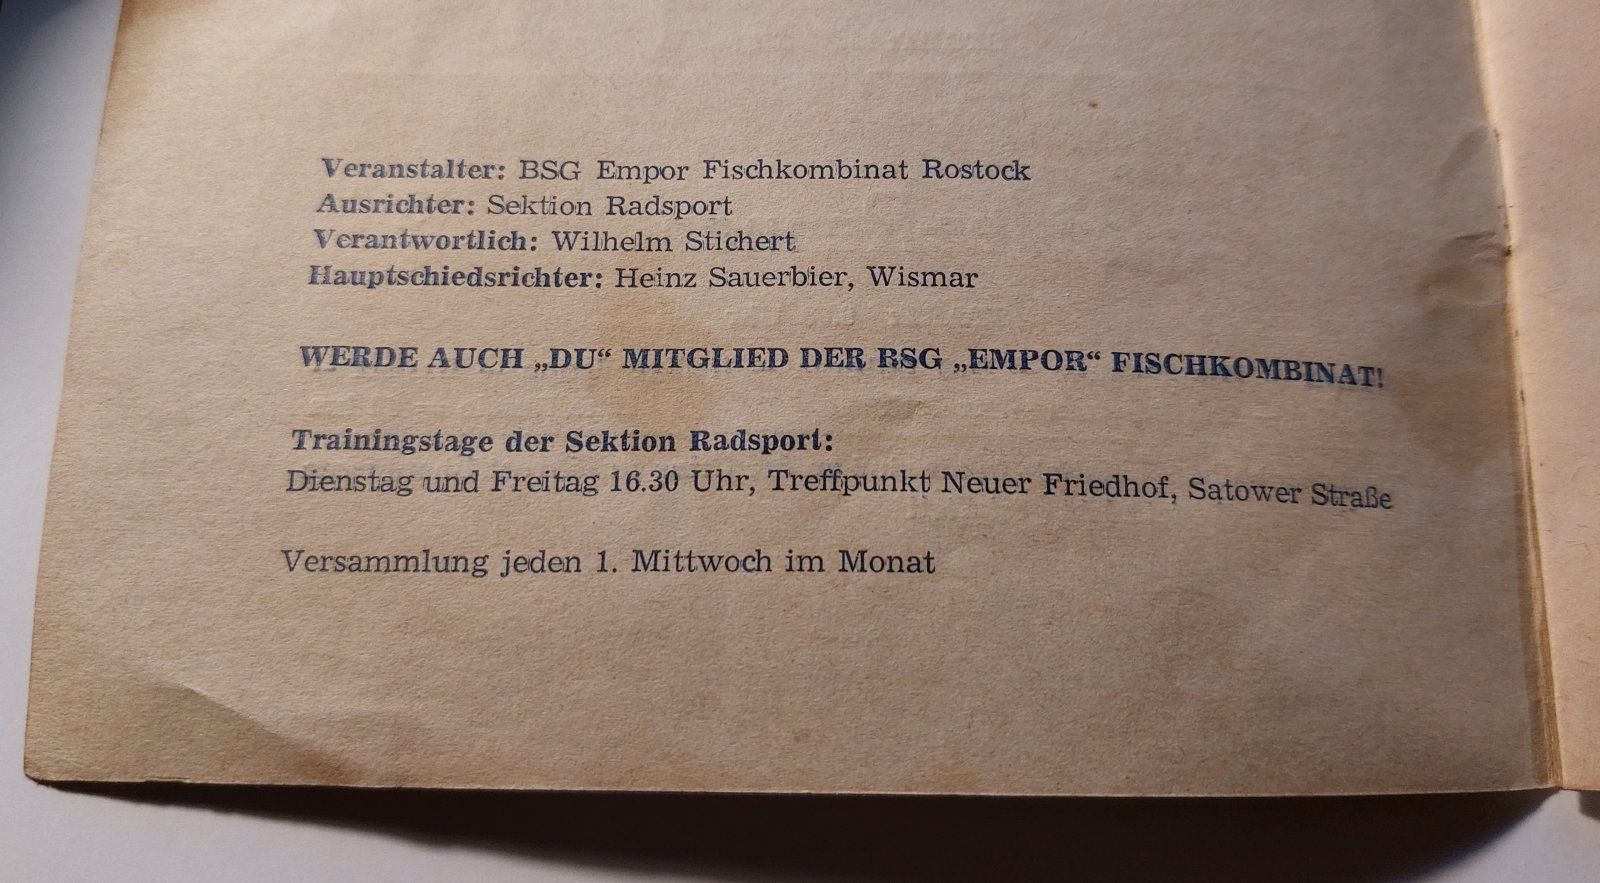 Veranstalter: BSG Empor Fischkombinat Rostock
Ausrichter: Sektion Radsport
Verantwortlich: Wilhelm Stichert
Hauptschiedsrichter: Heinz Sauerbier, Wismar
WERDE AUCH „DU“ MITGLIED DER BSG „EMPOR“ FISCHKOMBINAT!
Trainingstage der Sektion Radsport:
Dienstag und Freitag 16.30 Uhr, Treffpunkt Neuer Friedhof, Satower Straße
Versammlung jeden 1. Mittwoch im Monat